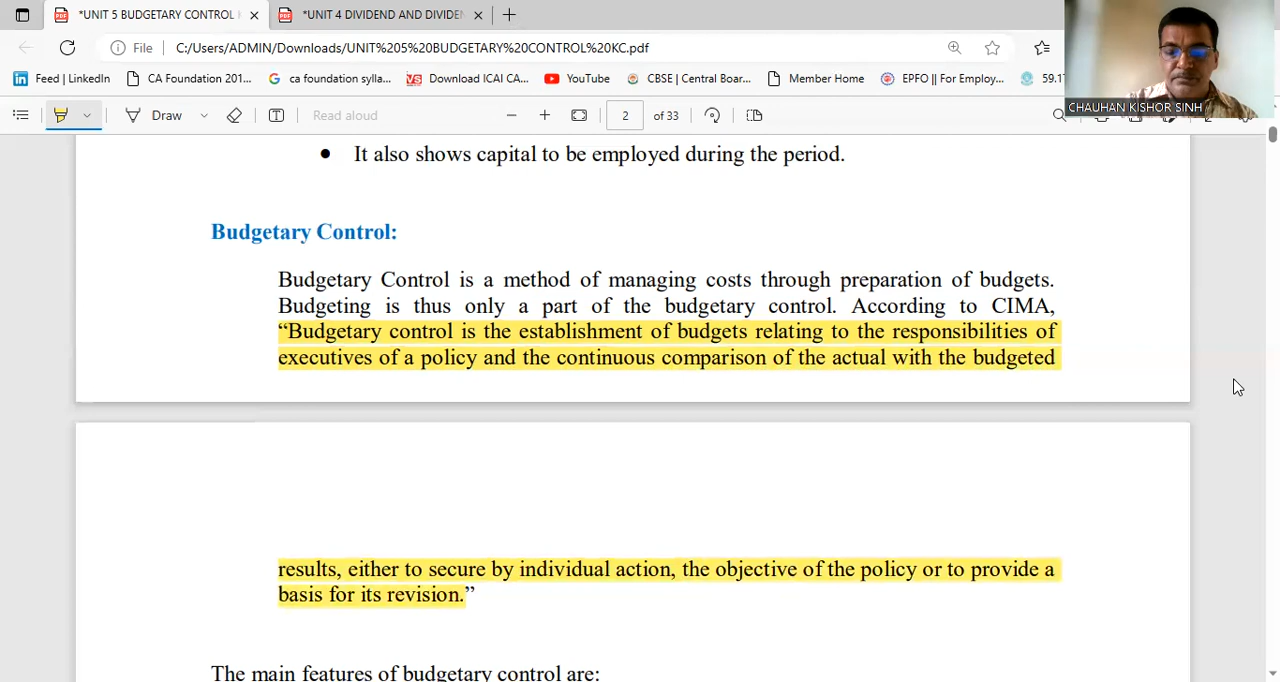 *UNIT 5 BUDGETARY CONTROL
*UNIT 4 DIVIDEND AND DIVIDEN
File
C:/Users/ADMIN/Downloads/UNIT%205%20BUDGETARY%20CONTROL%20KC.pdf
Feed | LinkedIn
CA Foundation 201...
ca foundation sylla...
Download ICAI CA...
YouTube
CBSE | Central Boar...
Member Home
EPFO || For Employ...
CHAUHAN KISHOR SINH
Draw
Read aloud
2 of 33
• It also shows capital to be employed during the period.
Budgetary Control:
Budgetary Control is a method of managing costs through preparation of budgets.
Budgeting is thus only a part of the budgetary control. According to CIMA,
“Budgetary control is the establishment of budgets relating to the responsibilities of
executives of a policy and the continuous comparison of the actual with the budgeted
results, either to secure by individual action, the objective of the policy or to provide a
basis for its revision.”
The main features of budgetary control are: